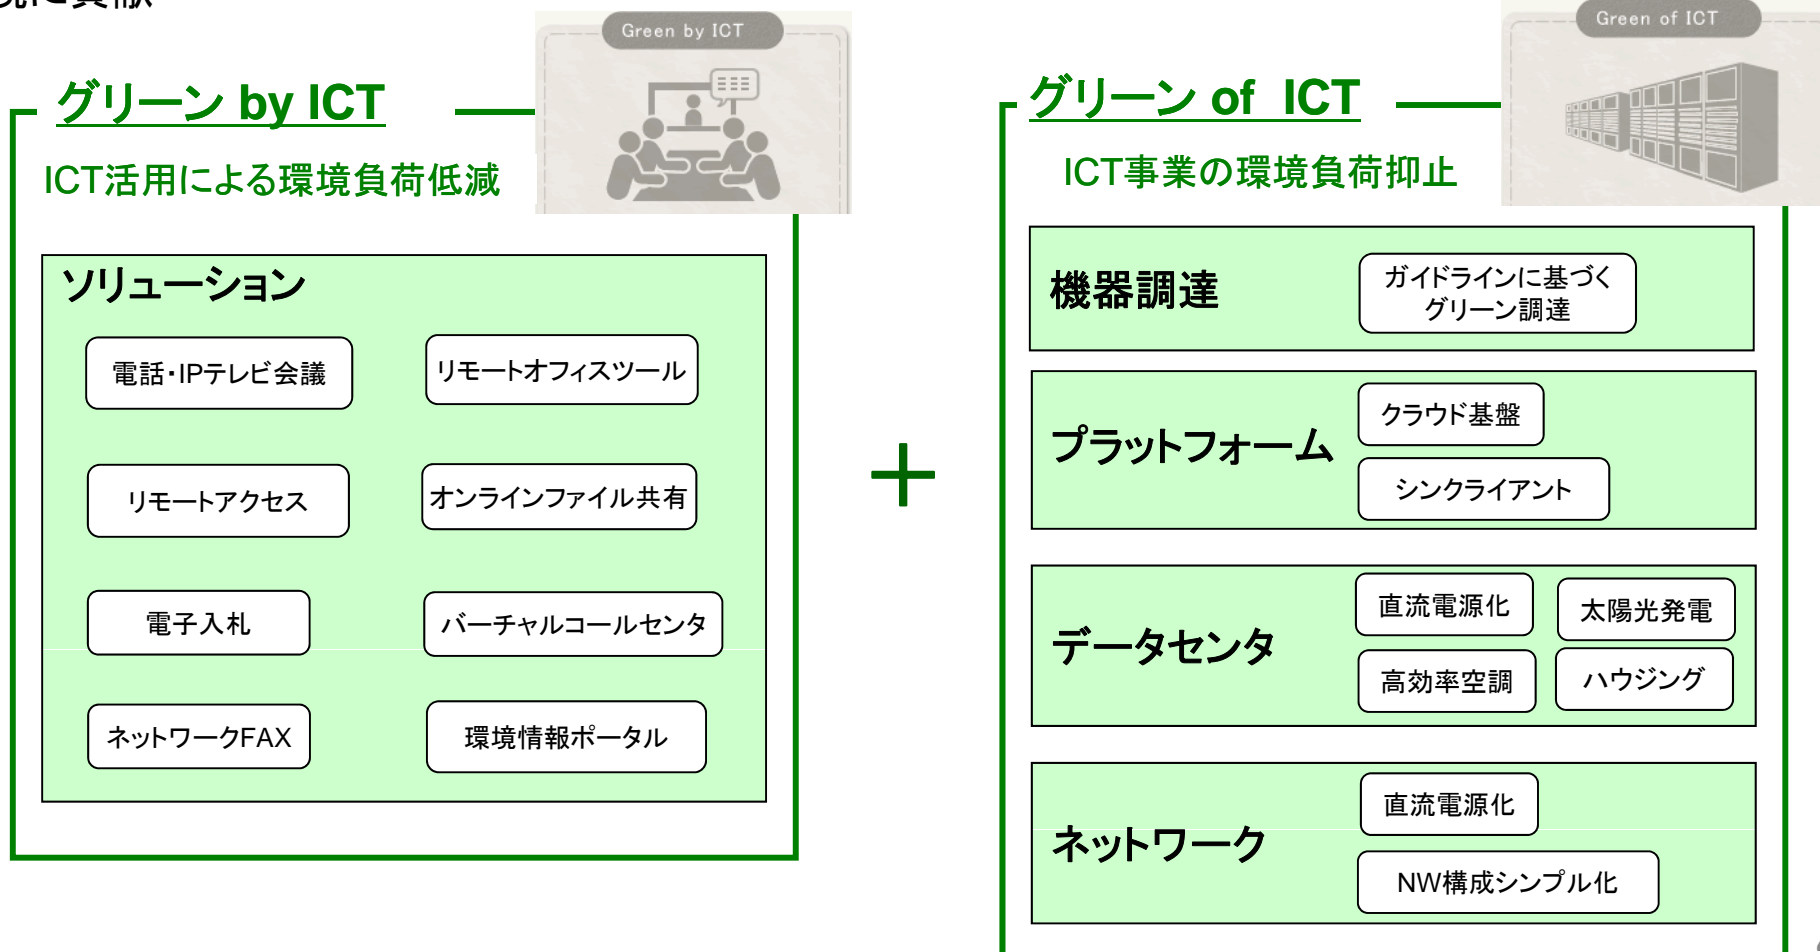 に貢献
Green by ICT
グリーン by ICT
ICT活用による環境負荷低減
ソリューション
電話・IPテレビ会議
リモートオフィスツール
リモートアクセス
オンラインファイル共有
電子入札
バーチャルコールセンタ
ネットワークFAX
環境情報ポータル
＋
Green of ICT
グリーン of ICT
ICT事業の環境負荷抑止
機器調達
ガイドラインに基づく
グリーン調達
プラットフォーム
クラウド基盤
シンクライアント
データセンタ
直流電源化
太陽光発電
高効率空調
ハウジング
ネットワーク
直流電源化
NW構成シンプル化